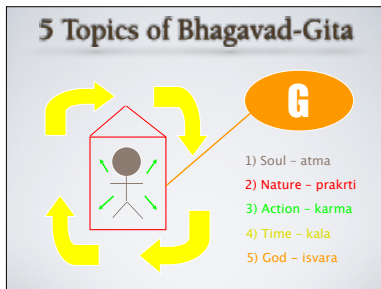 5 Topics of Bhagavad-Gita
G
1) Soul – atma
2) Nature – prakrti
3) Action – karma
4) Time – kala
5) God – isvara